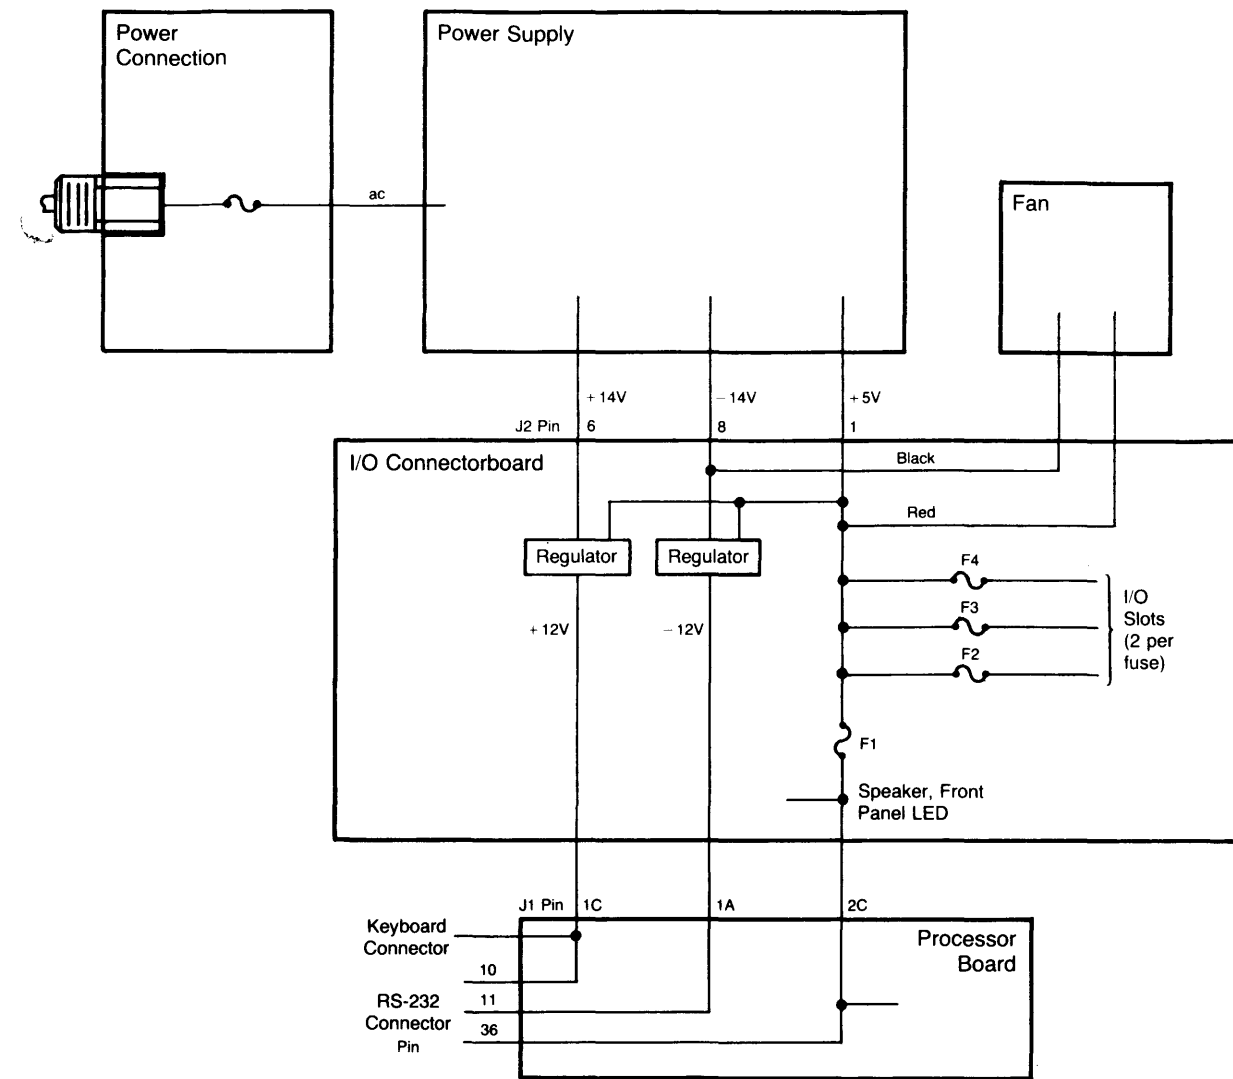 Power
Connection
Power Supply
ac
Fan
+ 14V
− 14V
+ 5V
J2 Pin
6
8
1
I/O Connectorboard
Black
Red
Regulator
Regulator
F4
F3
F2
I/O
Slots
(2 per
fuse)
+ 12V
− 12V
F1
Speaker, Front
Panel LED
J1 Pin
1C
1A
2C
Keyboard
Connector
Processor
Board
10
RS-232
Connector
Pin
11
36